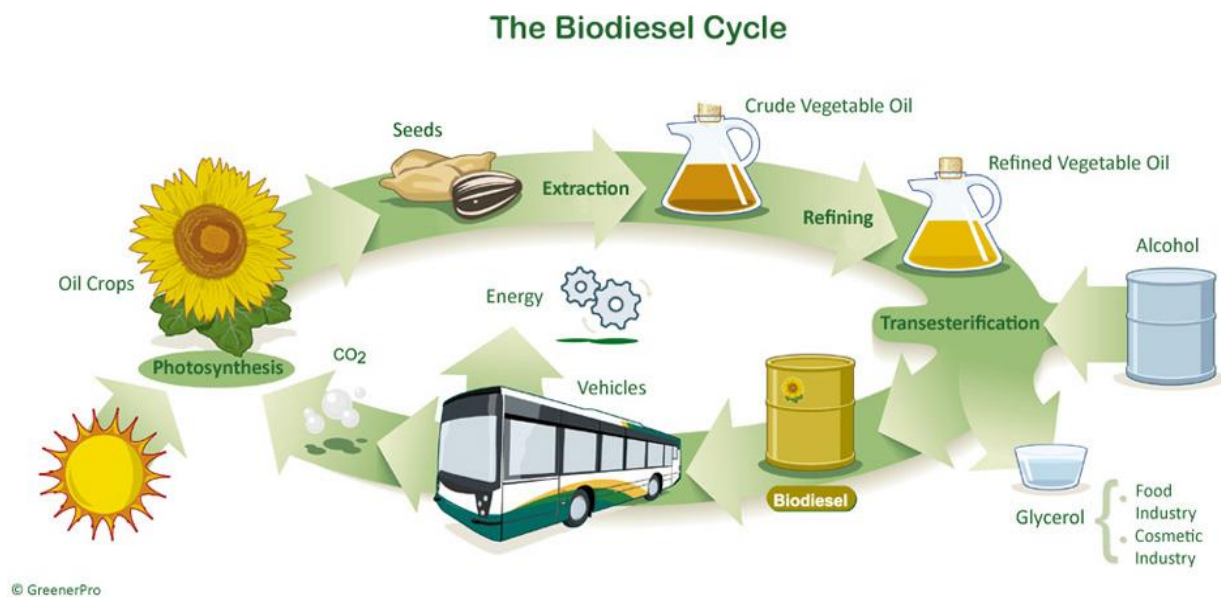 The Biodiesel Cycle
Crude Vegetable Oil
Seeds
Refined Vegetable Oil
Extraction
Refining
Alcohol
Oil Crops
Energy
Transesterification
CO2
Photosynthesis
Vehicles
Biodiesel
Glycerol
Food
Industry
Cosmetic
Industry
© GreenerPro